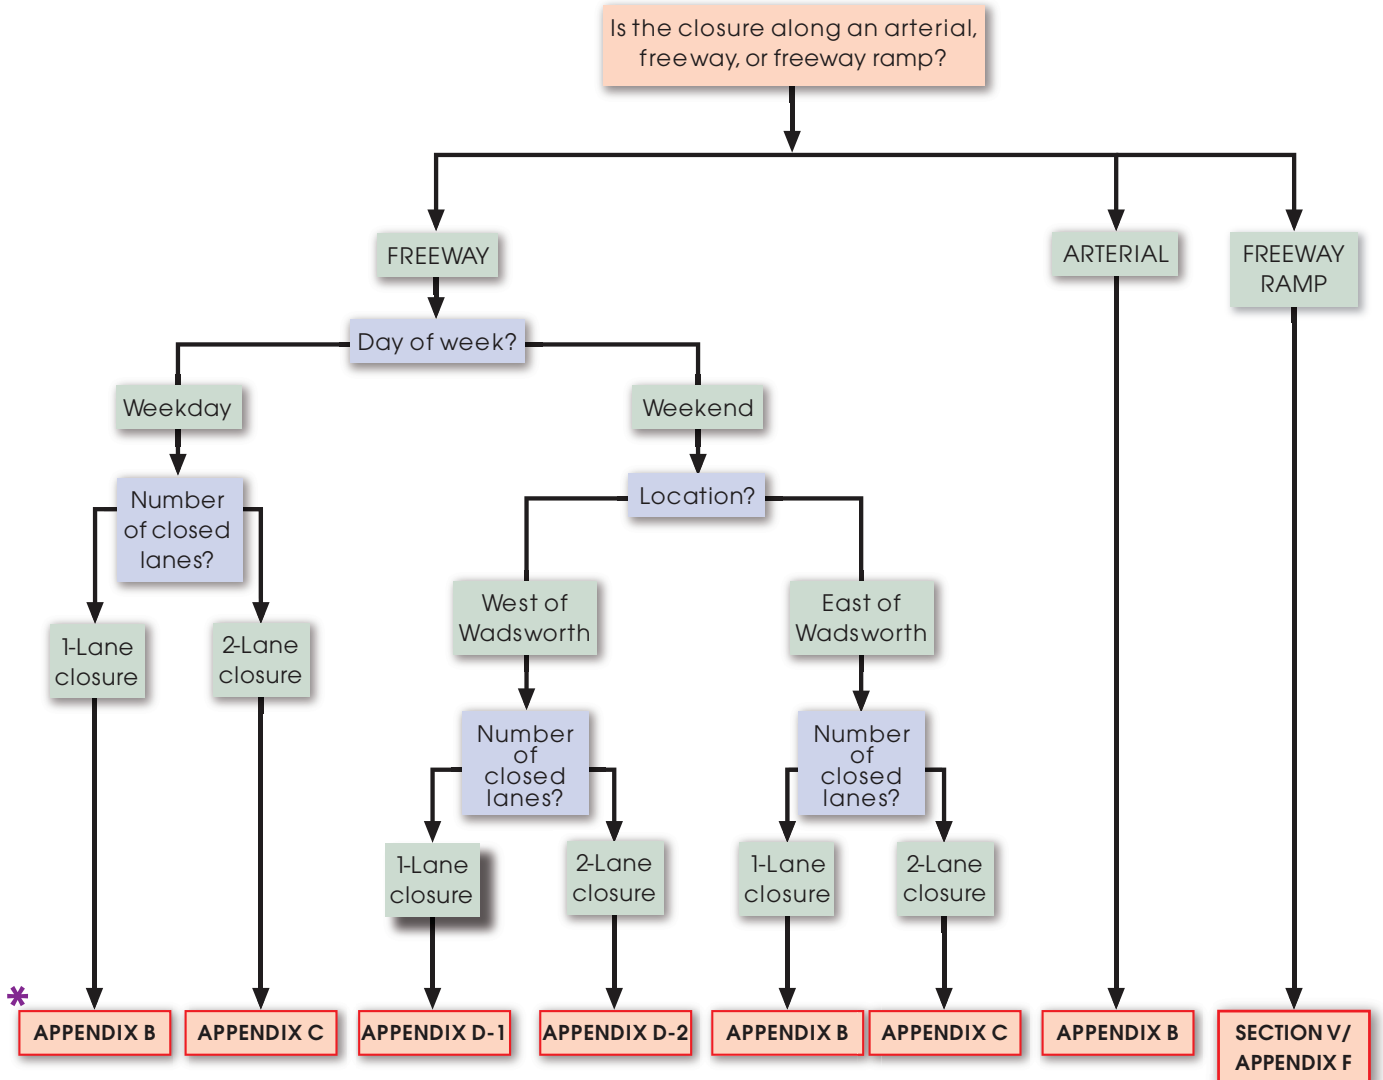 Is the closure along an arterial,
freeway, or freeway ramp?
FREEWAY
ARTERIAL
FREEWAY
RAMP
Day of week?
Weekday
Weekend
Number
of closed
lanes?
Location?
1-Lane
closure
2-Lane
closure
West of
Wadsworth
East of
Wadsworth
Number
of
closed
lanes?
Number
of
closed
lanes?
1-Lane
closure
2-Lane
closure
1-Lane
closure
2-Lane
closure
*
APPENDIX B
APPENDIX C
APPENDIX D-1
APPENDIX D-2
APPENDIX B
APPENDIX C
APPENDIX B
SECTION V/
APPENDIX F